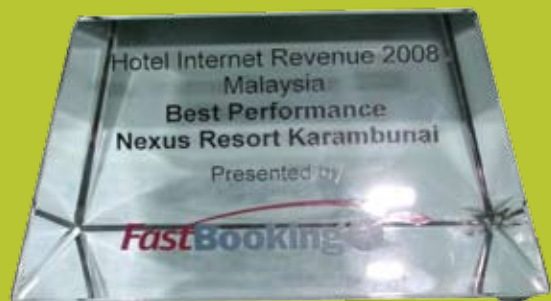 Hotel Internet Revenue 2008
Malaysia
Best Performance
Nexus Resort Karambunai
Presented by
FastBooking